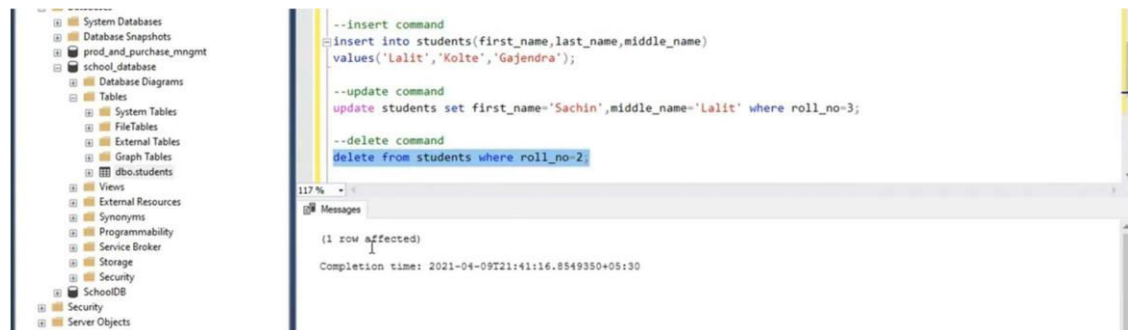 System Databases
Database Snapshots
prod_and_purchase_mngmt
school_database
Database Diagrams
Tables
System Tables
FileTables
External Tables
Graph Tables
dbo.students
Views
External Resources
Synonyms
Programmability
Service Broker
Storage
Security
SchoolDB
Security
Server Objects
--insert command
insert into students(first_name,last_name,middle_name)
values('Lalit','Kolte','Gajendra');
--update command
update students set first_name='Sachin',middle_name='Lalit' where roll_no=3;
--delete command
delete from students where roll_no=2;
117 %
Messages
(1 row affected)
Completion time: 2021-04-09T21:41:16.8549350+05:30